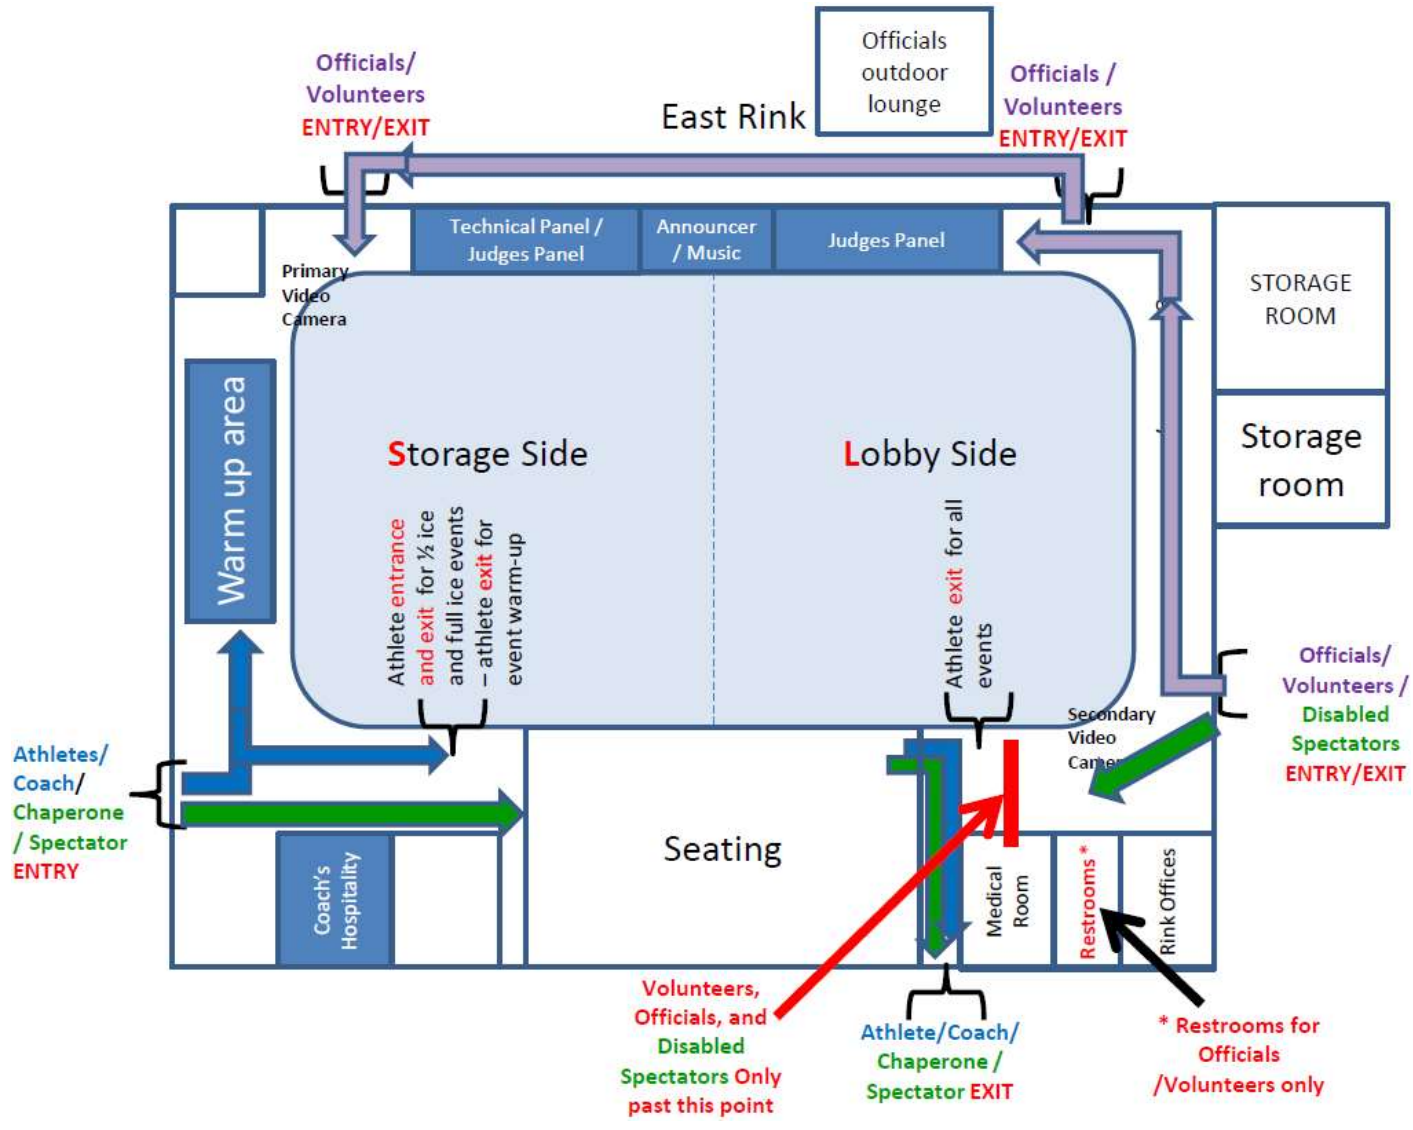 Officials/
Volunteers
ENTRY/EXIT
East Rink
Officials
outdoor
lounge
Officials /
Volunteers
ENTRY/EXIT
Technical Panel /
Judges Panel
Announcer
/ Music
Judges Panel
Primary
Video
Camera
STORAGE
ROOM
Storage
room
Warm up area
Storage Side
Lobby Side
Athlete entrance
and exit for ½ ice
and full ice events
– athlete exit for
event warm-up
Athlete exit for all
events
Officials/
Volunteers /
Disabled
Spectators
ENTRY/EXIT
Secondary
Video
Athletes/
Coach/
Chaperone
/ Spectator
ENTRY
Coach's
Hospitality
Seating
Medical
Room
Restrooms *
Rink Offices
Volunteers,
Officials, and
Disabled
Spectators Only
past this point
Athlete/Coach/
Chaperone /
Spectator EXIT
* Restrooms for
Officials
/Volunteers only